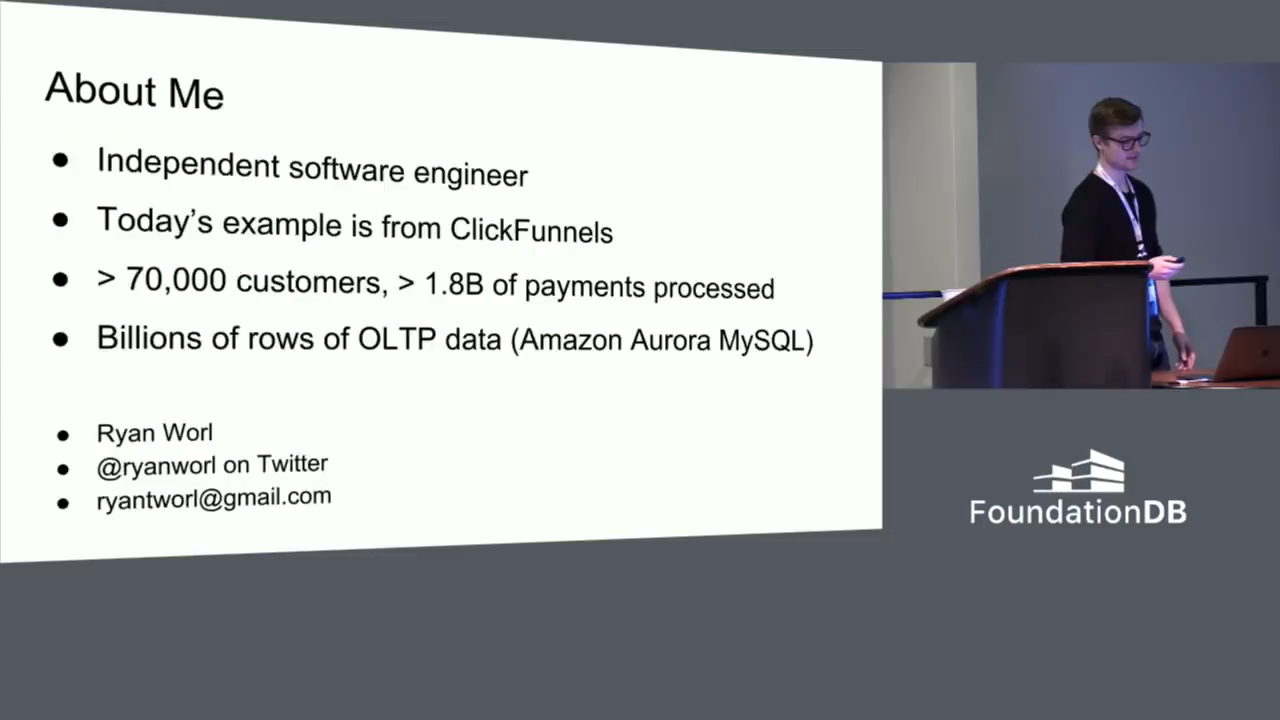 About Me
● Independent software engineer
● Today’s example is from ClickFunnels
● > 70,000 customers, > 1.8B of payments processed
● Billions of rows of OLTP data (Amazon Aurora MySQL)
● Ryan Worl
● @ryanworl on Twitter
● ryantworl@gmail.com
FoundationDB